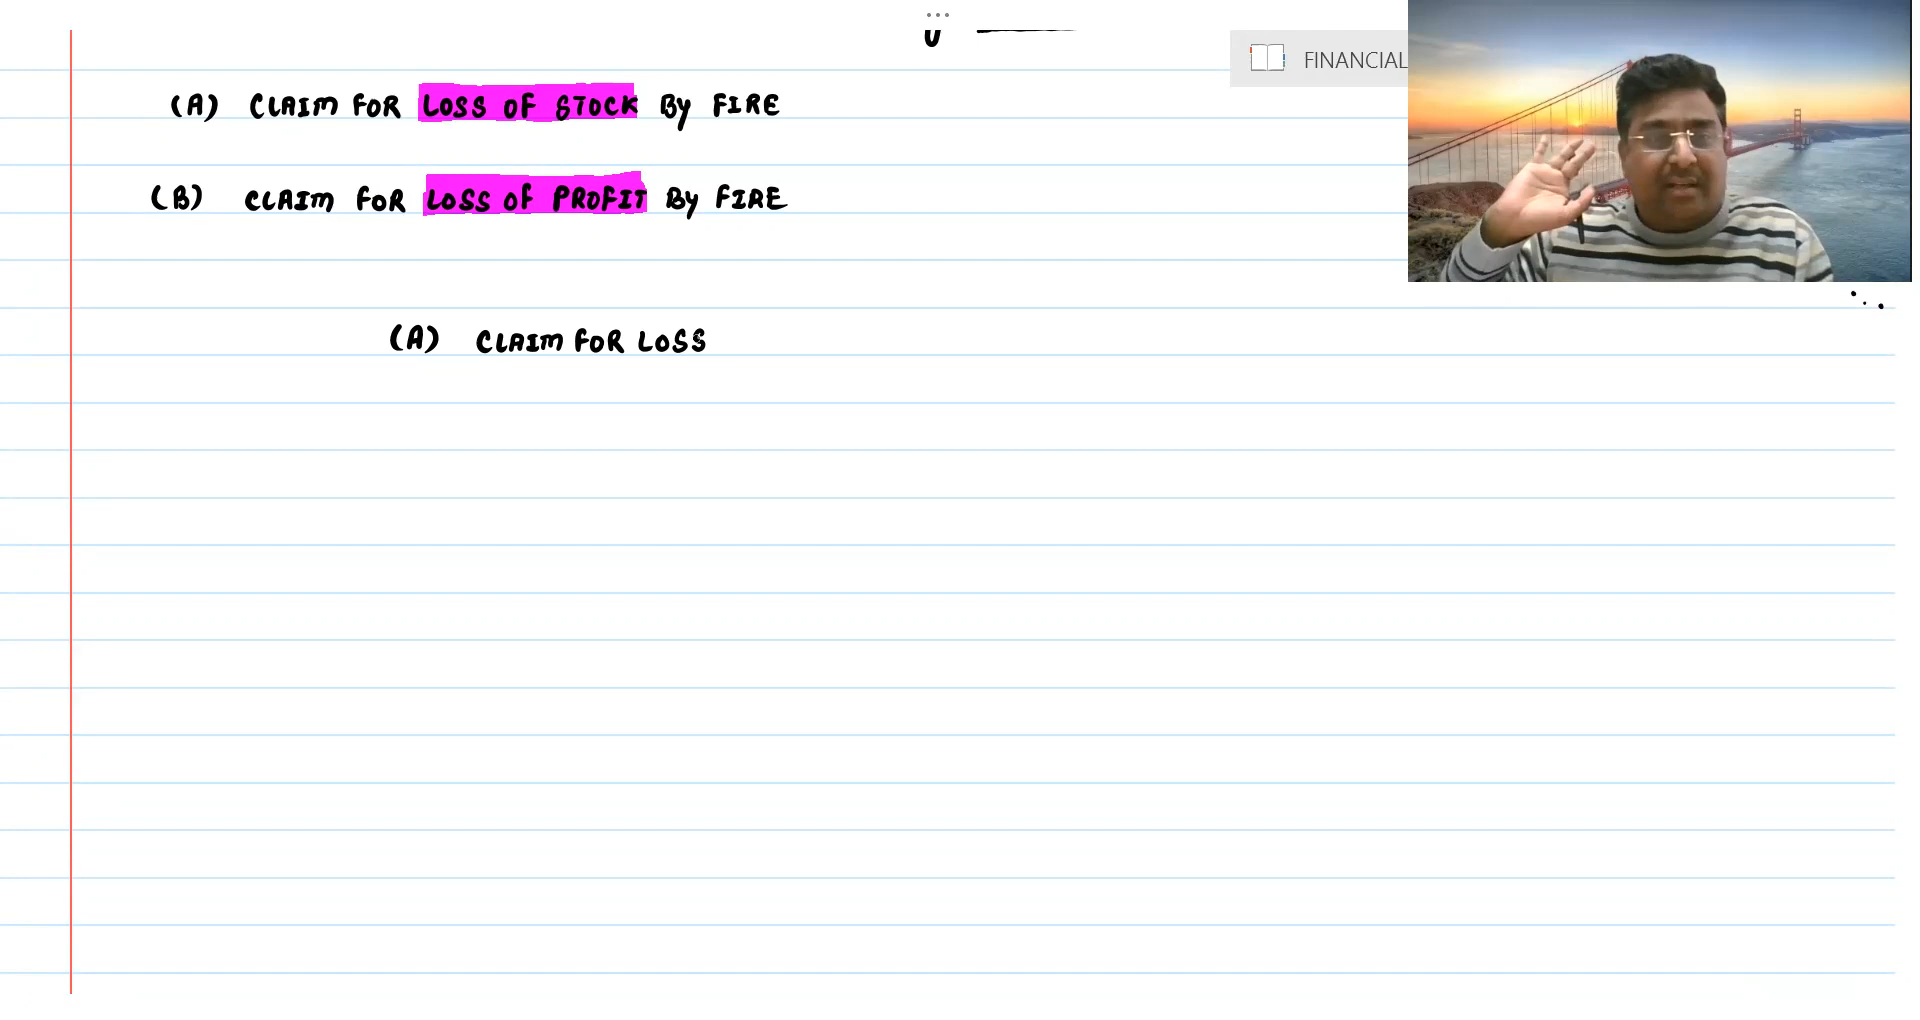 FINANCIAL
(A) CLAIM FOR LOSS OF STOCK By FIRE
(B) CLAIM FOR LOSS OF PROFIT By FIRE
(A) CLAIM FOR LOSS